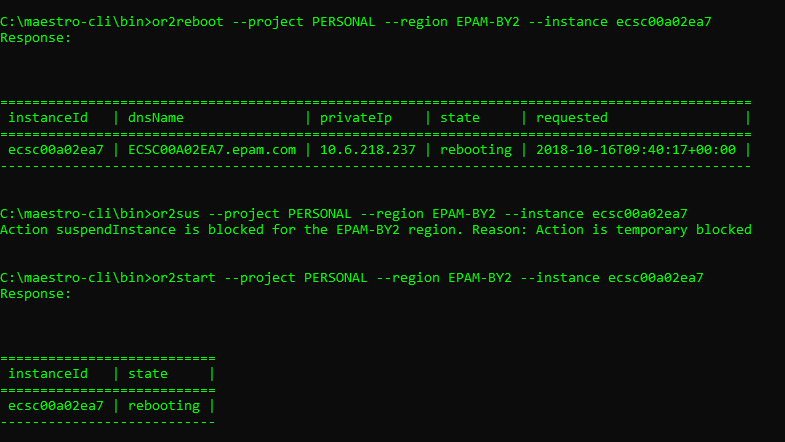 C:\maestro-cli\bin>or2reboot --project PERSONAL --region EPAM-BY2 --instance ecsc00a02ea7
Response:
==============================================================================================
instanceId | dnsName | privateIp | state | requested |
==============================================================================================
ecsc00a02ea7 | ECSC00A02EA7.epam.com | 10.6.218.237 | rebooting | 2018-10-16T09:40:17+00:00 |
----------------------------------------------------------------------------------------------
C:\maestro-cli\bin>or2sus --project PERSONAL --region EPAM-BY2 --instance ecsc00a02ea7
Action suspendInstance is blocked for the EPAM-BY2 region. Reason: Action is temporary blocked
C:\maestro-cli\bin>or2start --project PERSONAL --region EPAM-BY2 --instance ecsc00a02ea7
Response:
===========================
instanceId | state |
===========================
ecsc00a02ea7 | rebooting |
---------------------------